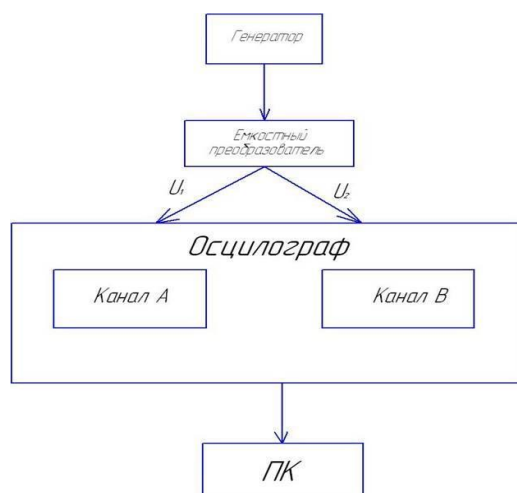 Генератор
Емкостный
преобразователь
U₁
U₂
Осцилограф
Канал А
Канал В
ПК